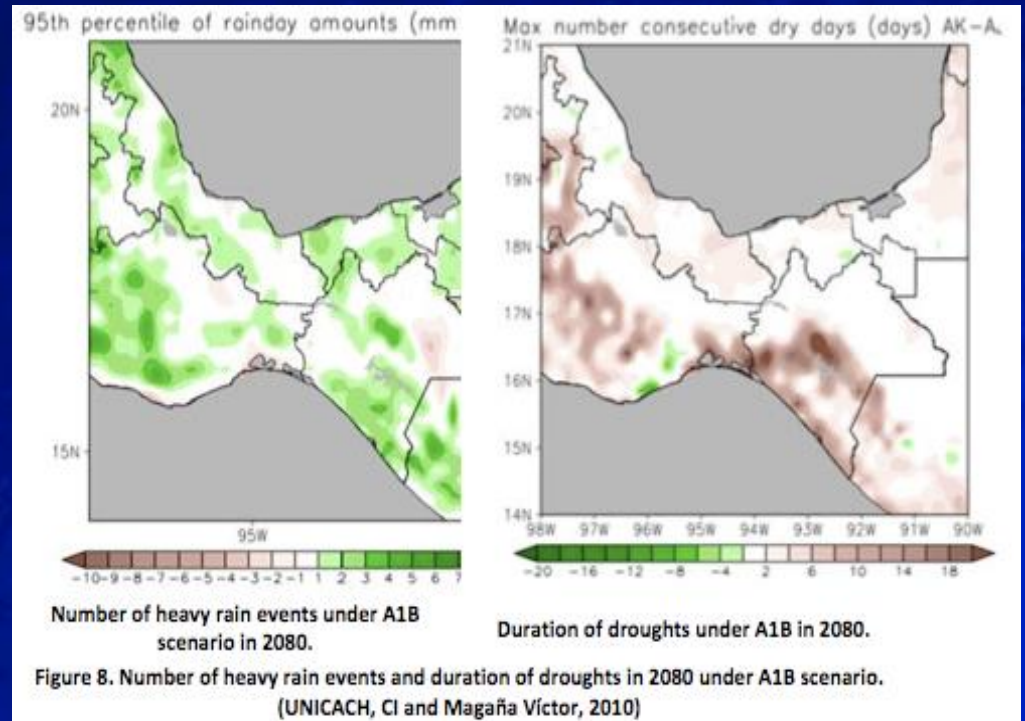 95th percentile of rainday amounts (mm
20N
15N
95W
-10-9-8-7-6-5-4-3-2-1 1 2 3 4 5 6 7
Number of heavy rain events under A1B
scenario in 2080.
Max number consecutive dry days (days) AK-A
21N
20N
19N
18N
17N
16N
15N
14N
98W 97W 96W 95W 94W 93W 92W 91W 90W
-20 -16 -12 -8 -4 2 6 10 14 18
Duration of droughts under A1B in 2080.
Figure 8. Number of heavy rain events and duration of droughts in 2080 under A1B scenario.
(UNICACH, CI and Magaña Víctor, 2010)